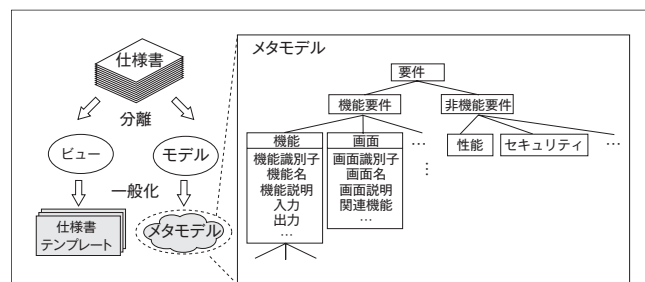 仕様書
分離
ビュー
モデル
一般化
仕様書
テンプレート
メタモデル
メタモデル
要件
機能要件
非機能要件
…
機能
機能識別子
機能名
機能説明
入力
出力
…
画面
画面識別子
画面名
画面説明
関連機能
…
…
性能
セキュリティ
…